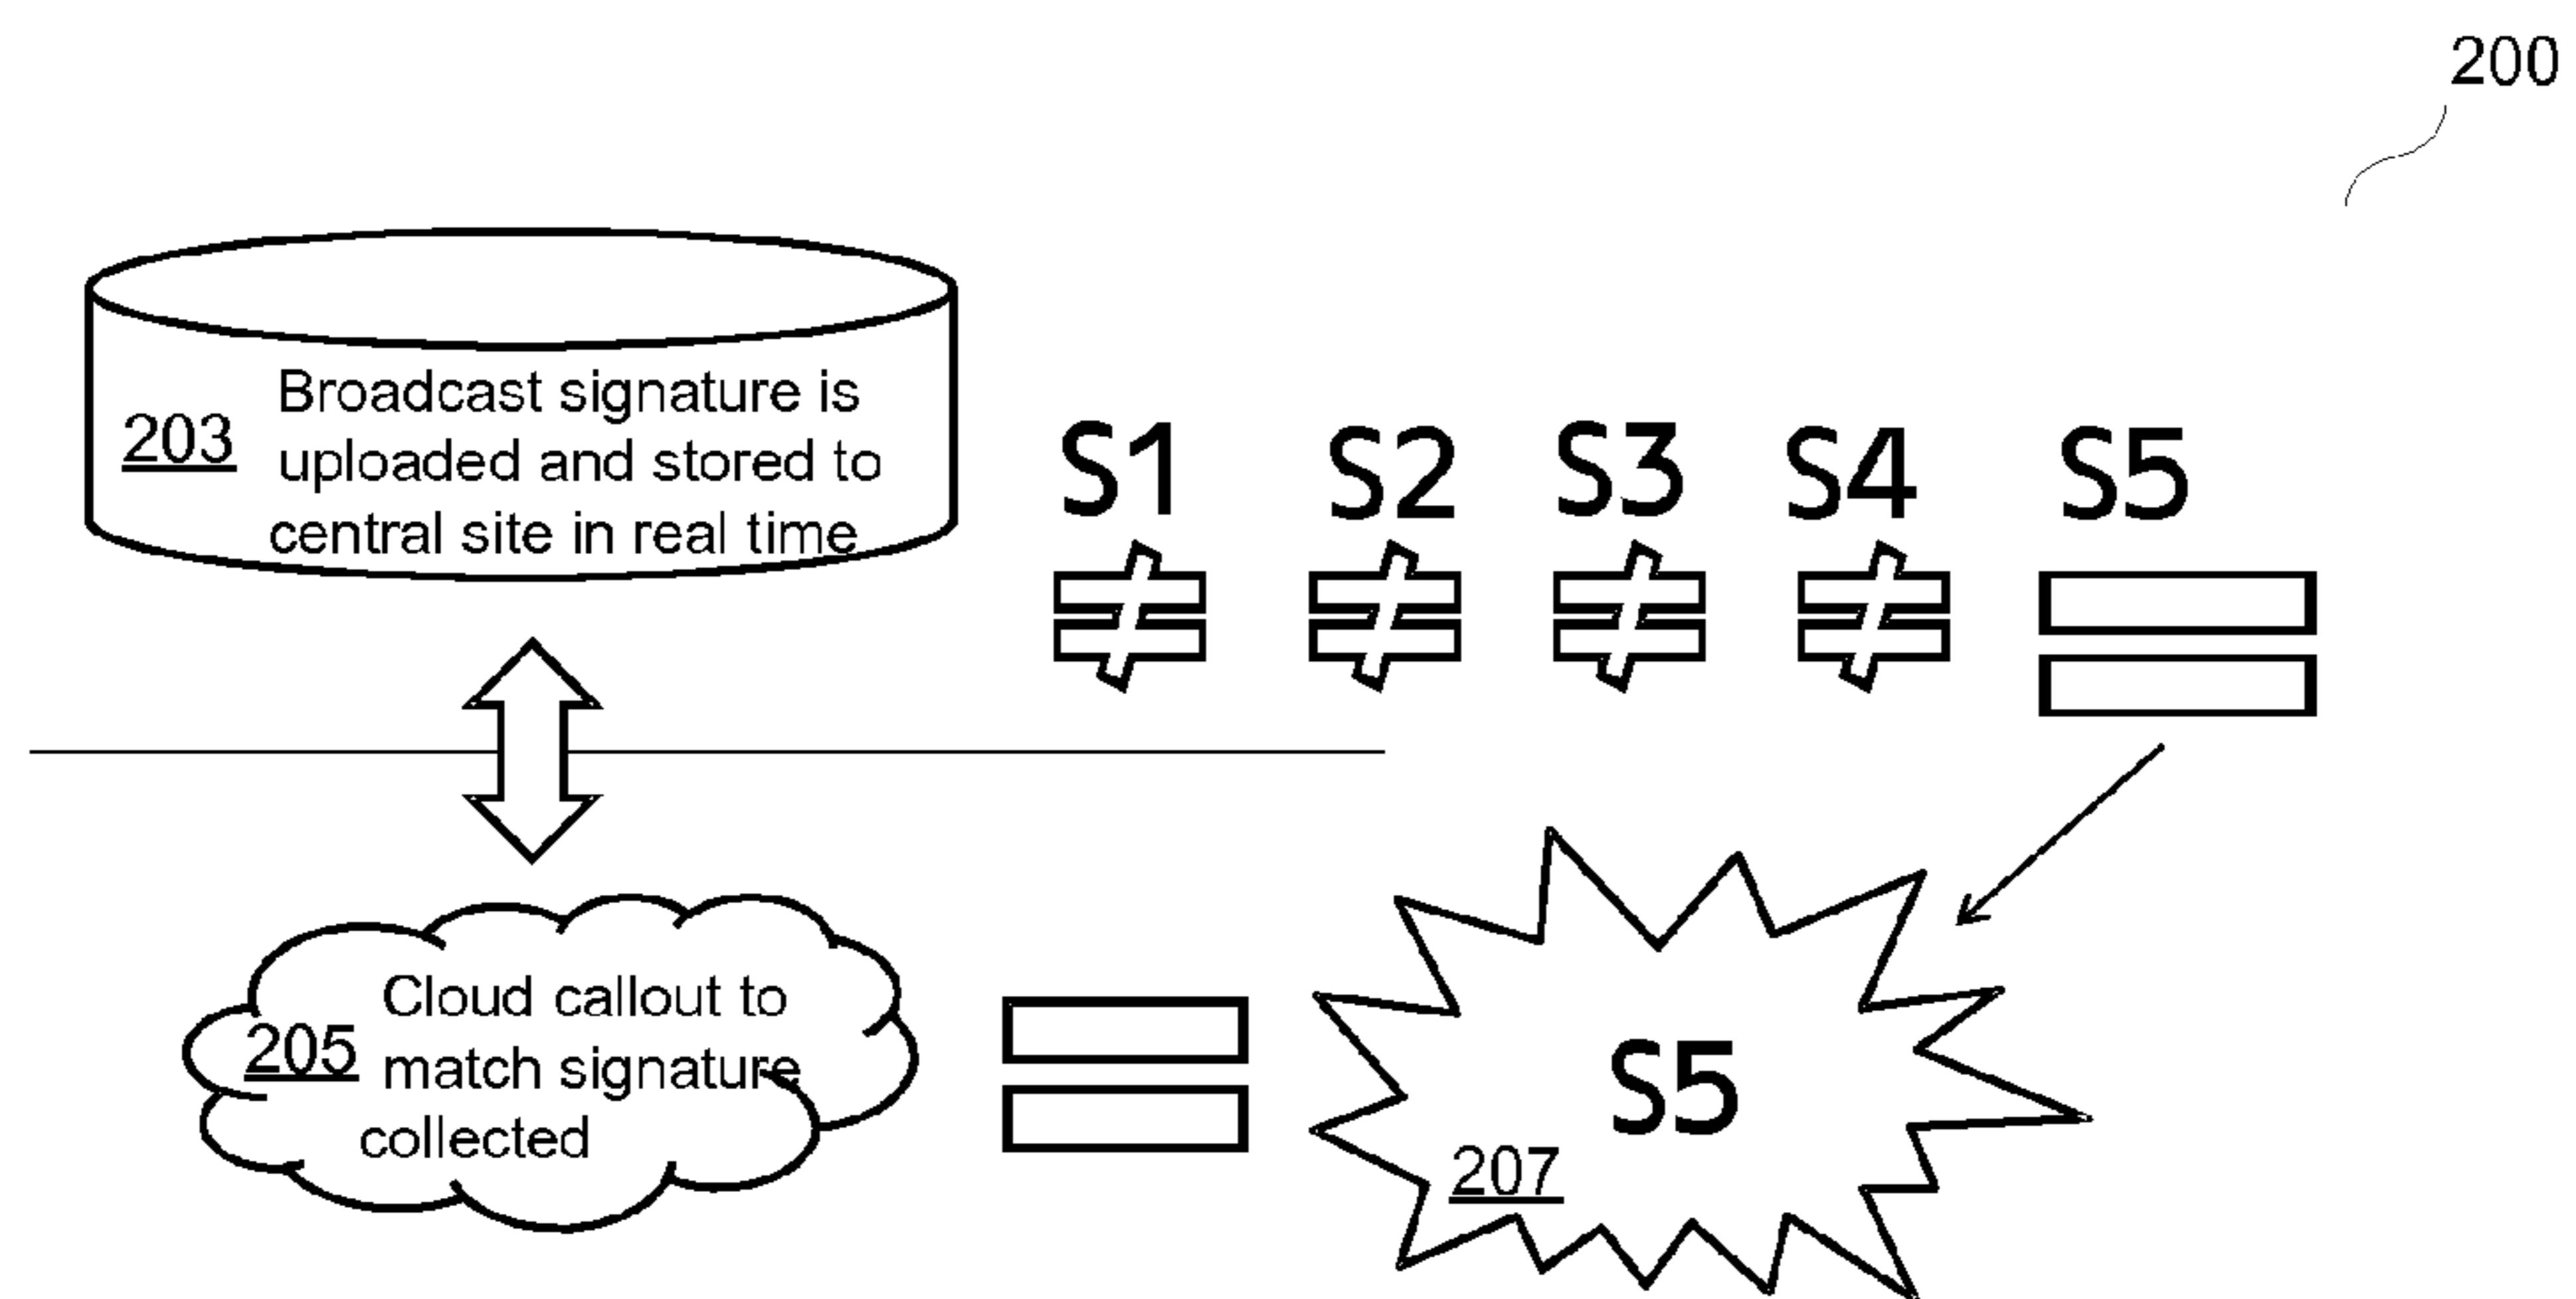 200
203
Broadcast signature is
uploaded and stored to
central site in real time
S1 S2 S3 S4 S5
205
Cloud callout to
match signature
collected
S5
207